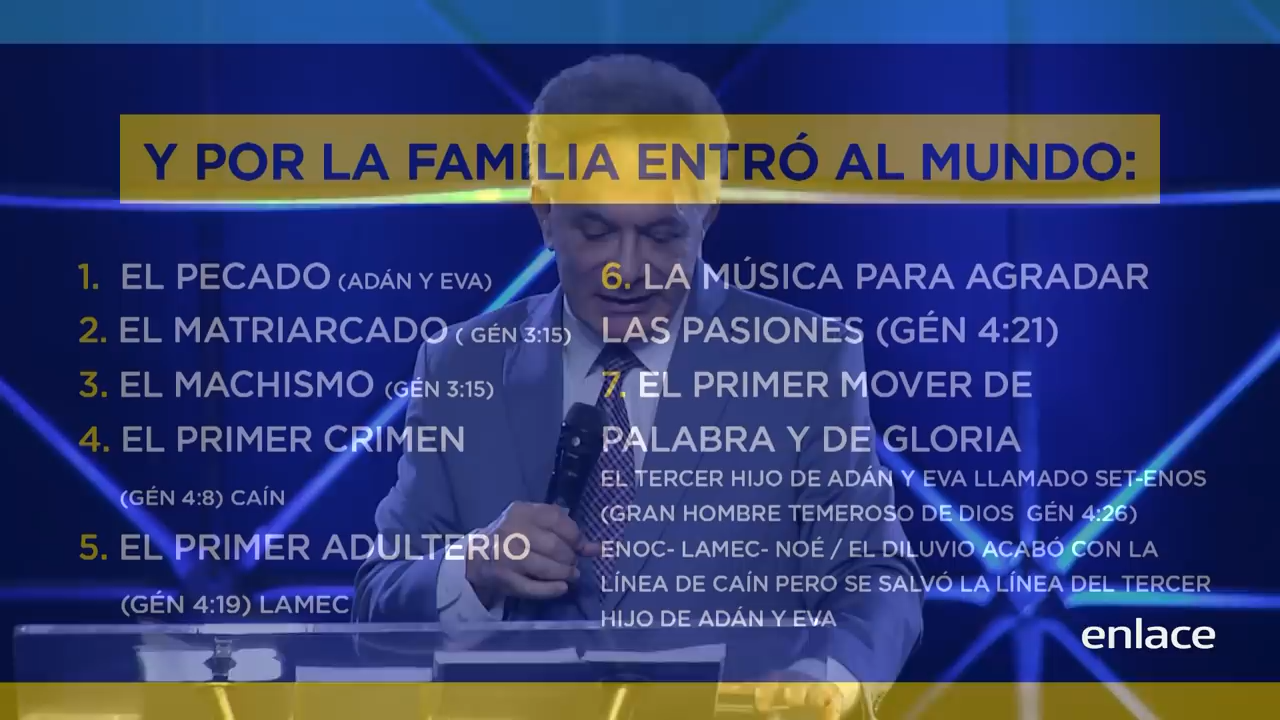 Y POR LA FAMILIA ENTRÓ AL MUNDO:
1. EL PECADO (ADÁN Y EVA)
2. EL MATRIARCADO ( GÉN 3:15)
3. EL MACHISMO (GÉN 3:15)
4. EL PRIMER CRIMEN
(GÉN 4:8) CAÍN
5. EL PRIMER ADULTERIO
(GÉN 4:19) LAMEC
6. LA MÚSICA PARA AGRADAR
LAS PASIONES (GÉN 4:21)
7. EL PRIMER MOVER DE
PALABRA Y DE GLORIA
EL TERCER HIJO DE ADÁN Y EVA LLAMADO SET-ENOS
(GRAN HOMBRE TEMEROSO DE DIOS GÉN 4:26)
ENOC- LAMEC- NOÉ / EL DILUVIO ACABÓ CON LA
LÍNEA DE CAÍN PERO SE SALVÓ LA LÍNEA DEL TERCER
HIJO DE ADÁN Y EVA
enlace